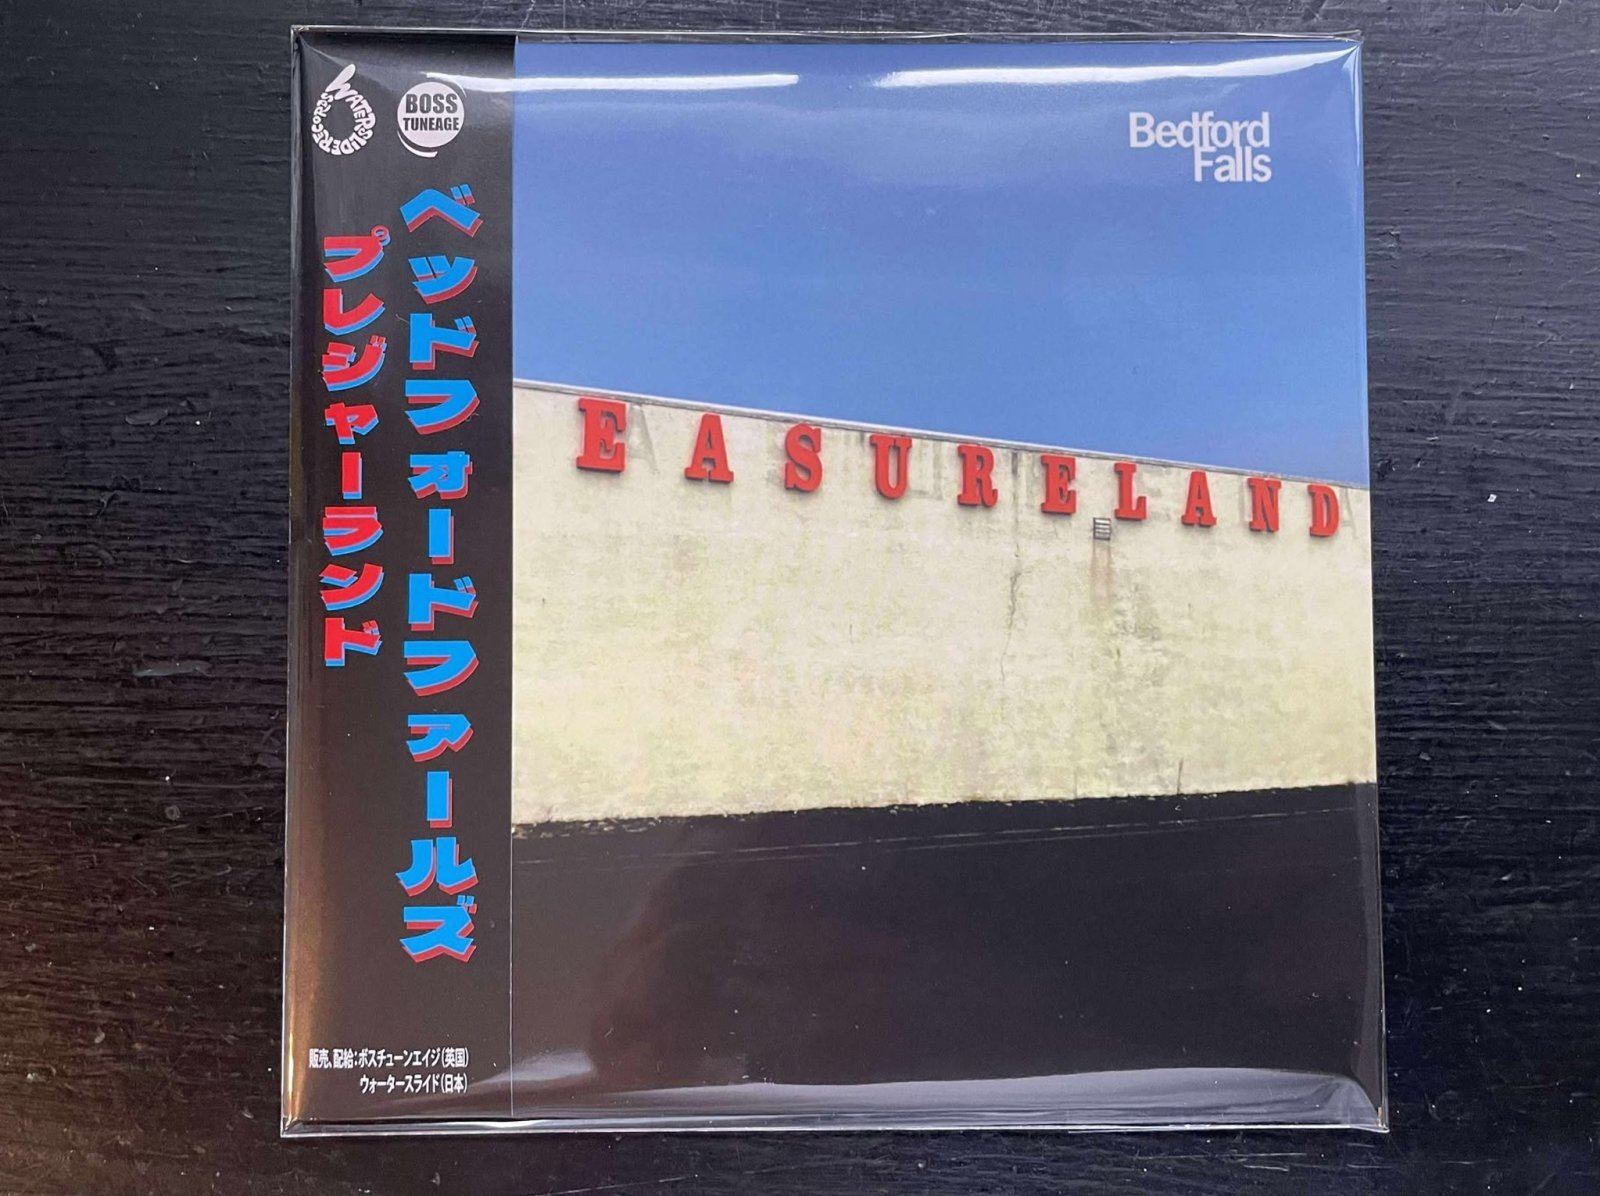 WATERSLIDE RECORDS
BOSS
TUNEAGE
ベッドフォードファールズ
プレジャーランド
販売、配給:ボスチューンエイジ(英国)
ウォータースライド(日本)
Bedford
Falls
EASURELAND